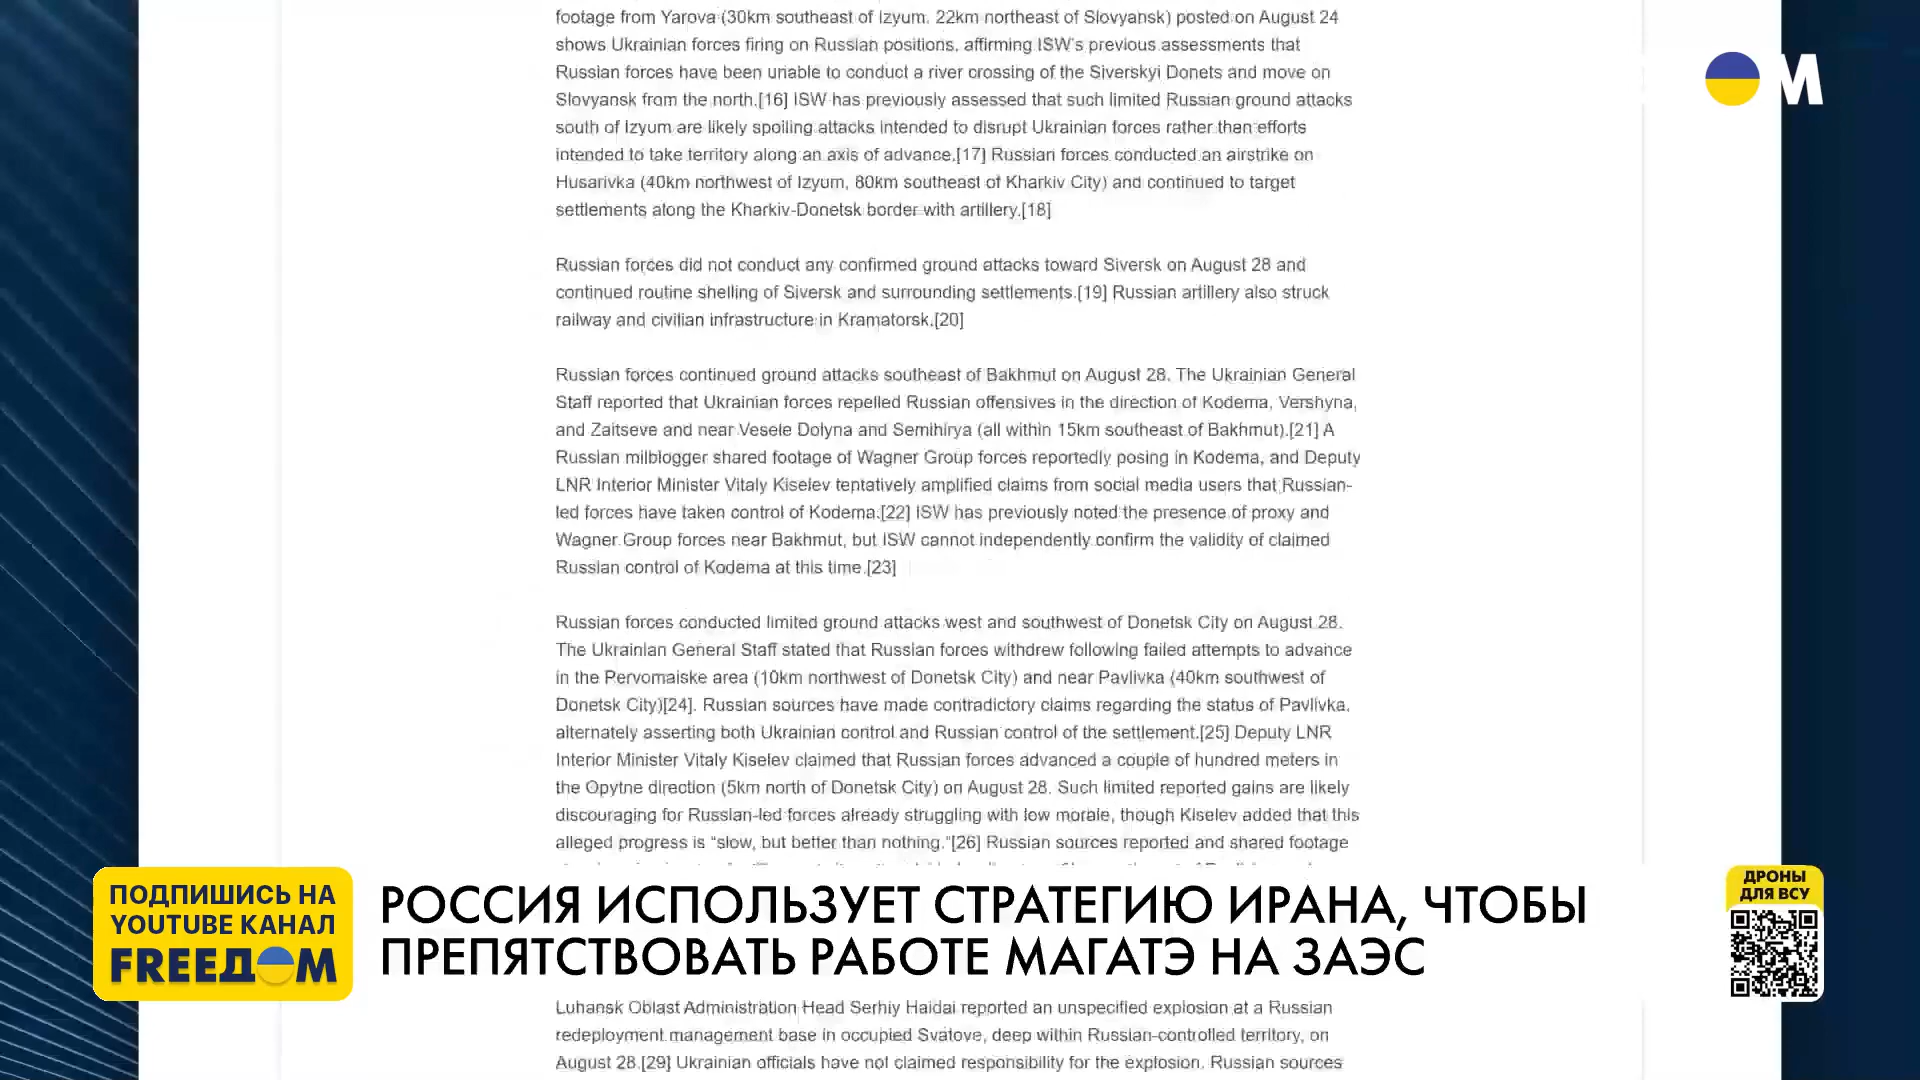 footage from Yarova (30km southeast of Izyum, 22km northeast of Slovyansk) posted on August 24
shows Ukrainian forces firing on Russian positions, affirming ISW's previous assessments that
Russian forces have been unable to conduct a river crossing of the Siverskyi Donets and move on
Slovyansk from the north.[16] ISW has previously assessed that such limited Russian ground attacks
south of Izyum are likely spoiling attacks intended to disrupt Ukrainian forces rather than efforts
intended to take territory along an axis of advance.[17] Russian forces conducted an airstrike on
Husarivka (40km northwest of Izyum, 80km southeast of Kharkiv City) and continued to target
settlements along the Kharkiv-Donetsk border with artillery.[18]
Russian forces did not conduct any confirmed ground attacks toward Siversk on August 28 and
continued routine shelling of Siversk and surrounding settlements.[19] Russian artillery also struck
railway and civilian infrastructure in Kramatorsk.[20]
Russian forces continued ground attacks southeast of Bakhmut on August 28. The Ukrainian General
Staff reported that Ukrainian forces repelled Russian offensives in the direction of Kodema, Vershyna,
and Zaitseve and near Vesele Dolyna and Semihirya (all within 15km southeast of Bakhmut).[21] A
Russian milblogger shared footage of Wagner Group forces reportedly posing in Kodema, and Deputy
LNR Interior Minister Vitaly Kiselev tentatively amplified claims from social media users that Russian-
led forces have taken control of Kodema.[22] ISW has previously noted the presence of proxy and
Wagner Group forces near Bakhmut, but ISW cannot independently confirm the validity of claimed
Russian control of Kodema at this time.[23]
Russian forces conducted limited ground attacks west and southwest of Donetsk City on August 28.
The Ukrainian General Staff stated that Russian forces withdrew following failed attempts to advance
in the Pervomaiske area (10km northwest of Donetsk City) and near Pavlivka (40km southwest of
Donetsk City)[24]. Russian sources have made contradictory claims regarding the status of Pavlivka,
alternately asserting both Ukrainian control and Russian control of the settlement.[25] Deputy LNR
Interior Minister Vitaly Kiselev claimed that Russian forces advanced a couple of hundred meters in
the Opytne direction (5km north of Donetsk City) on August 28. Such limited reported gains are likely
discouraging for Russian-led forces already struggling with low morale, though Kiselev added that this
alleged progress is "slow, but better than nothing."[26] Russian sources reported and shared footage
ПОДПИШИСЬ НА
YOUTUBE КАНАЛ
FREEДОМ
РОССИЯ ИСПОЛЬЗУЕТ СТРАТЕГИЮ ИРАНА, ЧТОБЫ
ПРЕПЯТСТВОВАТЬ РАБОТЕ МАГАТЭ НА ЗАЭС
ДРОНЫ
ДЛЯ ВСУ
Luhansk Oblast Administration Head Serhiy Haidai reported an unspecified explosion at a Russian
redeployment management base in occupied Svatove, deep within Russian-controlled territory, on
August 28.[29] Ukrainian officials have not claimed responsibility for the explosion. Russian sources